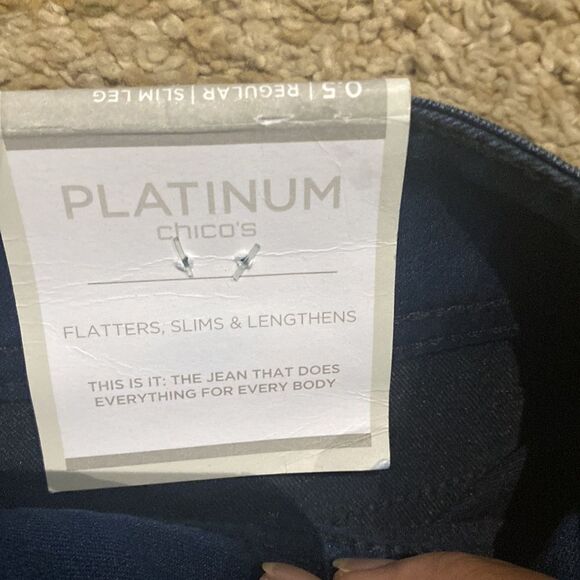 0.5 | REGULAR | SLIM LEG
PLATINUM
chico's
FLATTERS, SLIMS & LENGTHENS
THIS IS IT: THE JEAN THAT DOES
EVERYTHING FOR EVERY BODY